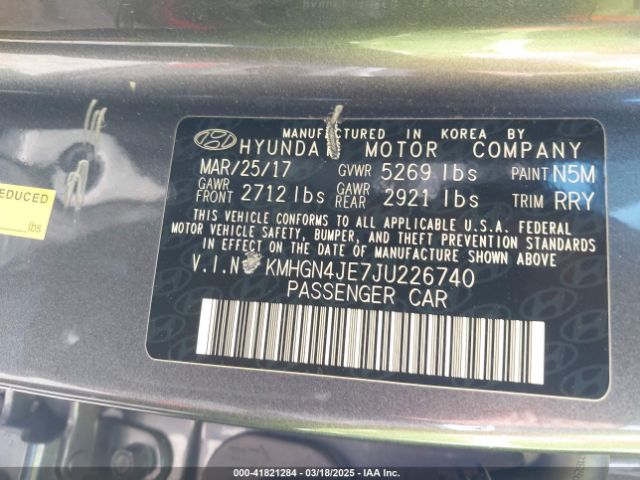 MANUFACTURED IN KOREA BY
HYUNDAI MOTOR COMPANY
MAR/25/17 GVWR 5269 lbs PAINT N5M
GAWR FRONT 2712 lbs GAWR REAR 2921 lbs TRIM RRY
THIS VEHICLE CONFORMS TO ALL APPLICABLE U.S.A. FEDERAL
MOTOR VEHICLE SAFETY, BUMPER, AND THEFT PREVENTION STANDARDS
IN EFFECT ON THE DATE OF MANUFACTURE SHOWN ABOVE.
V.I.N KMHGN4JE7JU226740
PASSENGER CAR
REDUCED
lbs
000-41821284 — 03/18/2025 — IAA Inc.